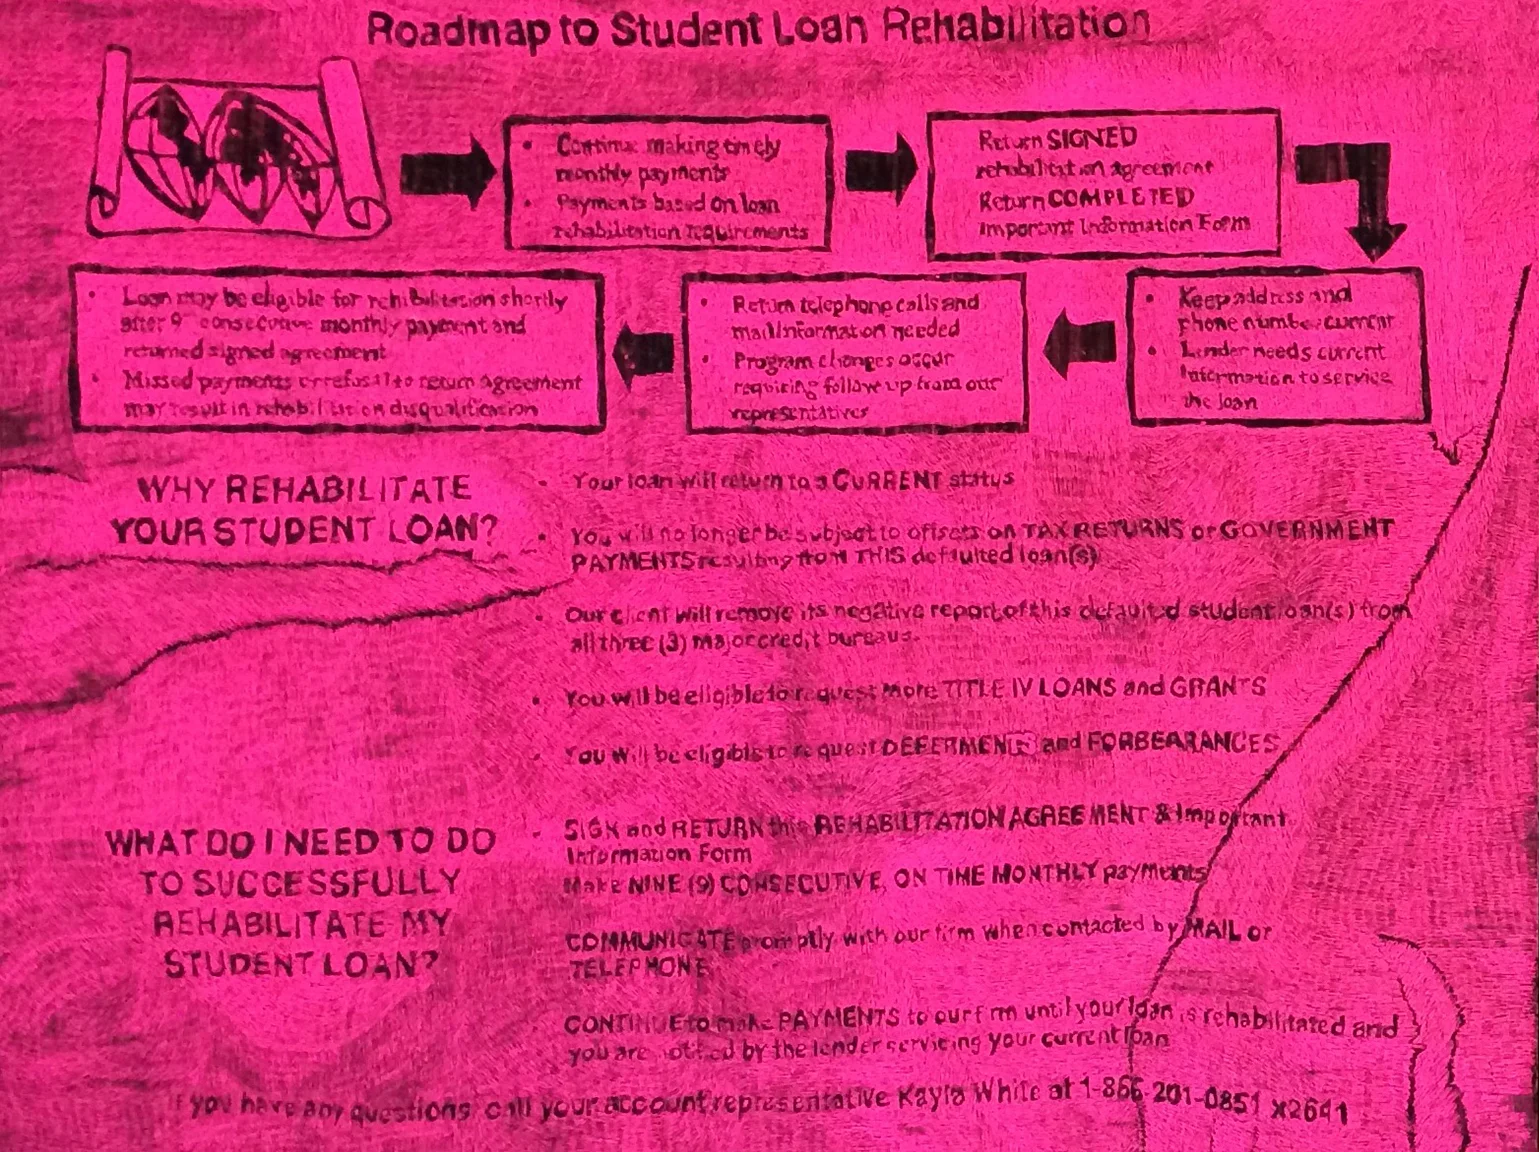 Roadmap to Student Loan Rehabilitation
• Continue making timely
monthly payments
• Payments based on loan
rehabilitation requirements
Return SIGNED
rehabilitation agreement
Return COMPLETED
Important Information Form
• Keep address and
phone number current
• Lender needs current
Information to service
the loan
• Return telephone calls and
mail information needed
• Program changes occur
requiring follow up from our
representatives
• Loan may be eligible for rehibilitation shortly
after 9" consecutive monthly payment and
returned signed agreement
• Missed payments or refusal to return agreement
may result in rehabilitation disqualification
WHY REHABILITATE
YOUR STUDENT LOAN?
• Your loan will return to a CURRENT status
• You will no longer be subject to offsets on TAX RETURNS or GOVERNMENT
PAYMENTS resulting from THIS defaulted loan(s)
• Our client will remove its negative report of this defaulted student loan(s) from
all three (3) major credit bureaus.
• You will be eligible to request More TITLE IV LOANS and GRANTS
• You will be eligible to request DEFERMENTS and FORBEARANCES
WHAT DO I NEED TO DO
TO SUCCESSFULLY
REHABILITATE MY
STUDENT LOAN?
• SIGN and RETURN this REHABILITATION AGREEMENT & Important
Information Form
Make NINE (9) CONSECUTIVE, ON TIME MONTHLY payments
COMMUNICATE promptly with our firm when contacted by MAIL or
TELEPHONE
CONTINUE to make PAYMENTS to our firm until your loan is rehabilitated and
you are notified by the lender servicing your current loan
If you have any questions, call your account representative Kayla White at 1-866-201-0851 x2641